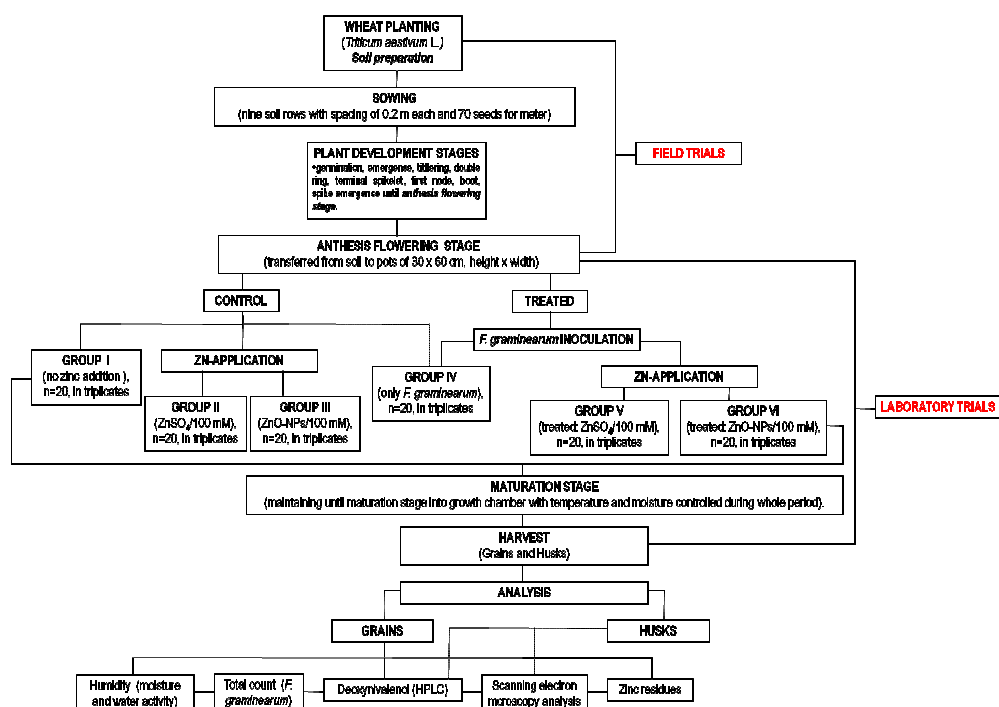 WHEAT PLANTING
(Triticum aestivum L.)
Soil preparation
SOWING
(nine soil rows with spacing of 0.2 m each and 70 seeds for meter)
PLANT DEVELOPMENT STAGES
•germination, emergense, tillering, double
ring, terminal spikelet, first node, boot,
spike emergence until anthesis flowering
stage.
FIELD TRIALS
ANTHESIS FLOWERING STAGE
(transferred from soil to pots of 30 x 60 cm, height x width)
CONTROL
TREATED
F. graminearum INOCULATION
GROUP I
(no zinc addition ),
n=20, in triplicates
ZN-APPLICATION
GROUP II
(ZnSO₄/100 mM),
n=20, in triplicates
GROUP III
(ZnO-NPs/100 mM),
n=20, in triplicates
GROUP IV
(only F. graminearum),
n=20, in triplicates
ZN-APPLICATION
GROUP V
(treated: ZnSO₄/100 mM),
n=20, in triplicates
GROUP VI
(treated: ZnO-NPs/100 mM),
n=20, in triplicates
LABORATORY TRIALS
MATURATION STAGE
(maintaining until maturation stage into growth chamber with temperature and moisture controlled during whole period).
HARVEST
(Grains and Husks)
ANALYSIS
GRAINS
HUSKS
Humidity (moisture
and water activity)
Total count (F.
graminearum)
Deoxynivalenol (HPLC)
Scanning electron
microscopy analysis
Zinc residues